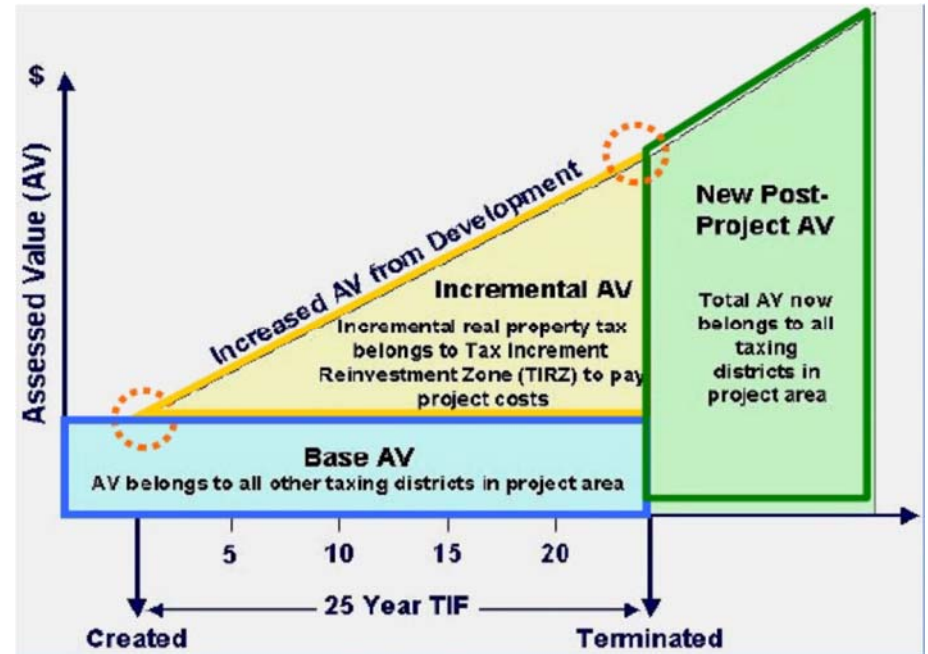 $
Assessed Value (AV)
Increased AV from Development
New Post-
Project AV
Incremental AV
Incremental real property tax
belongs to Tax Increment
Reinvestment Zone (TIRZ) to pay
project costs
Total AV now
belongs to all
taxing
districts in
project area
Base AV
AV belongs to all other taxing districts in project area
5
10
15
20
25 Year TIF
Created
Terminated